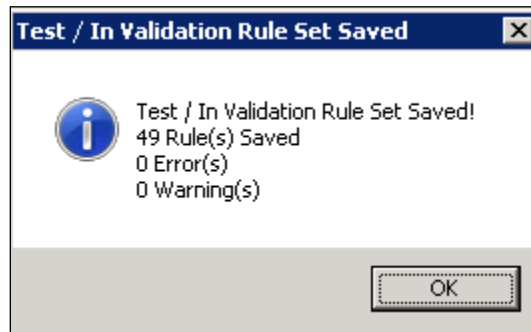 Test / In Validation Rule Set Saved
Test / In Validation Rule Set Saved!
49 Rule(s) Saved
0 Error(s)
0 Warning(s)
OK